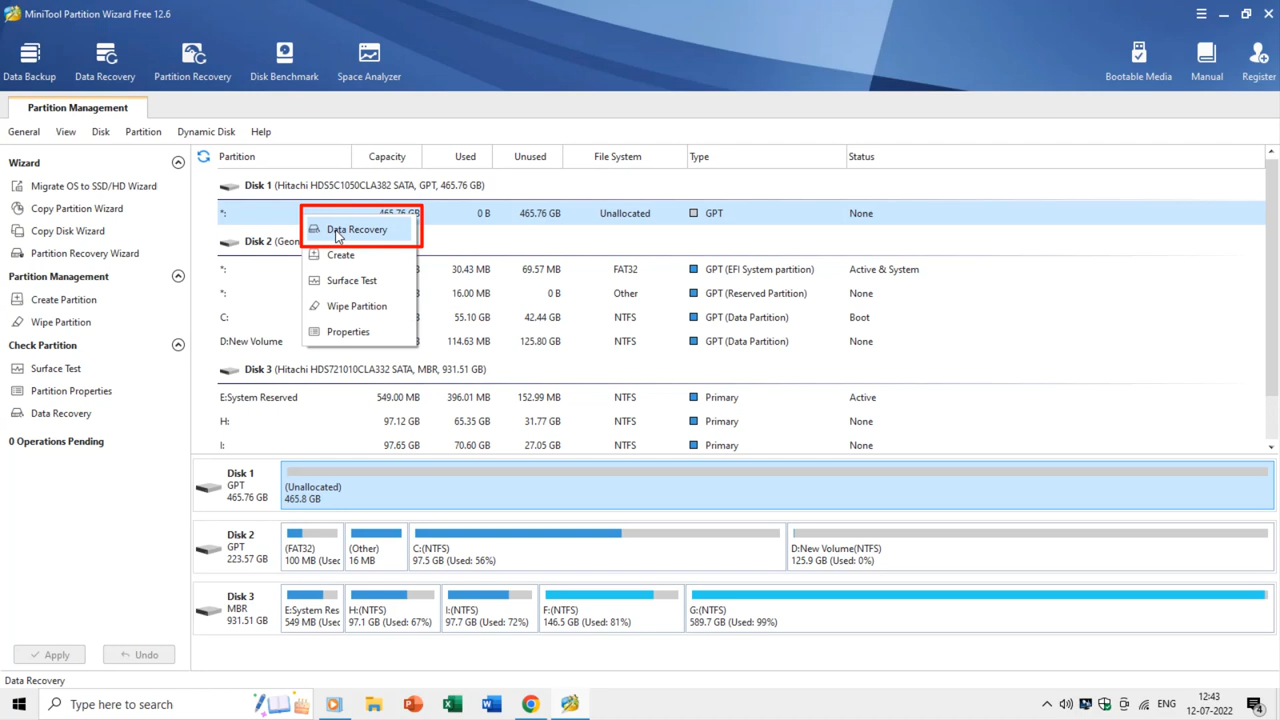 MiniTool Partition Wizard Free 12.6
Data Backup
Data Recovery
Partition Recovery
Disk Benchmark
Space Analyzer
Bootable Media
Manual
Register
Partition Management
General View Disk Partition Dynamic Disk Help
Wizard
Migrate OS to SSD/HD Wizard
Copy Partition Wizard
Copy Disk Wizard
Partition Recovery Wizard
Partition Management
Create Partition
Wipe Partition
Check Partition
Surface Test
Partition Properties
Data Recovery
0 Operations Pending
Apply
Undo
Partition Capacity Used Unused File System Type Status
Disk 1 (Hitachi HDS5C1050CLA382 SATA, GPT, 465.76 GB)
*: 465.76 GB 0 B 465.76 GB Unallocated GPT None
Disk 2
*: 30.43 MB 69.57 MB FAT32 GPT (EFI System partition) Active & System
*: 16.00 MB 0 B Other GPT (Reserved Partition) None
C: 55.10 GB 42.44 GB NTFS GPT (Data Partition) Boot
D:New Volume 114.63 MB 125.80 GB NTFS GPT (Data Partition) None
Disk 3 (Hitachi HDS721010CLA332 SATA, MBR, 931.51 GB)
E:System Reserved 549.00 MB 396.01 MB 152.99 MB NTFS Primary Active
H: 97.12 GB 65.35 GB 31.77 GB NTFS Primary None
I: 97.65 GB 70.60 GB 27.05 GB NTFS Primary None
Data Recovery
Create
Surface Test
Wipe Partition
Properties
Disk 1
GPT
465.76 GB
(Unallocated)
465.8 GB
Disk 2
GPT
223.57 GB
(FAT32)
100 MB (Usec
(Other)
16 MB
C:(NTFS)
97.5 GB (Used: 56%)
D:New Volume(NTFS)
125.9 GB (Used: 0%)
Disk 3
MBR
931.51 GB
E:System Res
549 MB (Used
H:(NTFS)
97.1 GB (Used: 67%)
I:(NTFS)
97.7 GB (Used: 72%)
F:(NTFS)
146.5 GB (Used: 81%)
G:(NTFS)
589.7 GB (Used: 99%)
Data Recovery
Type here to search
ENG
12:43
12-07-2022
4